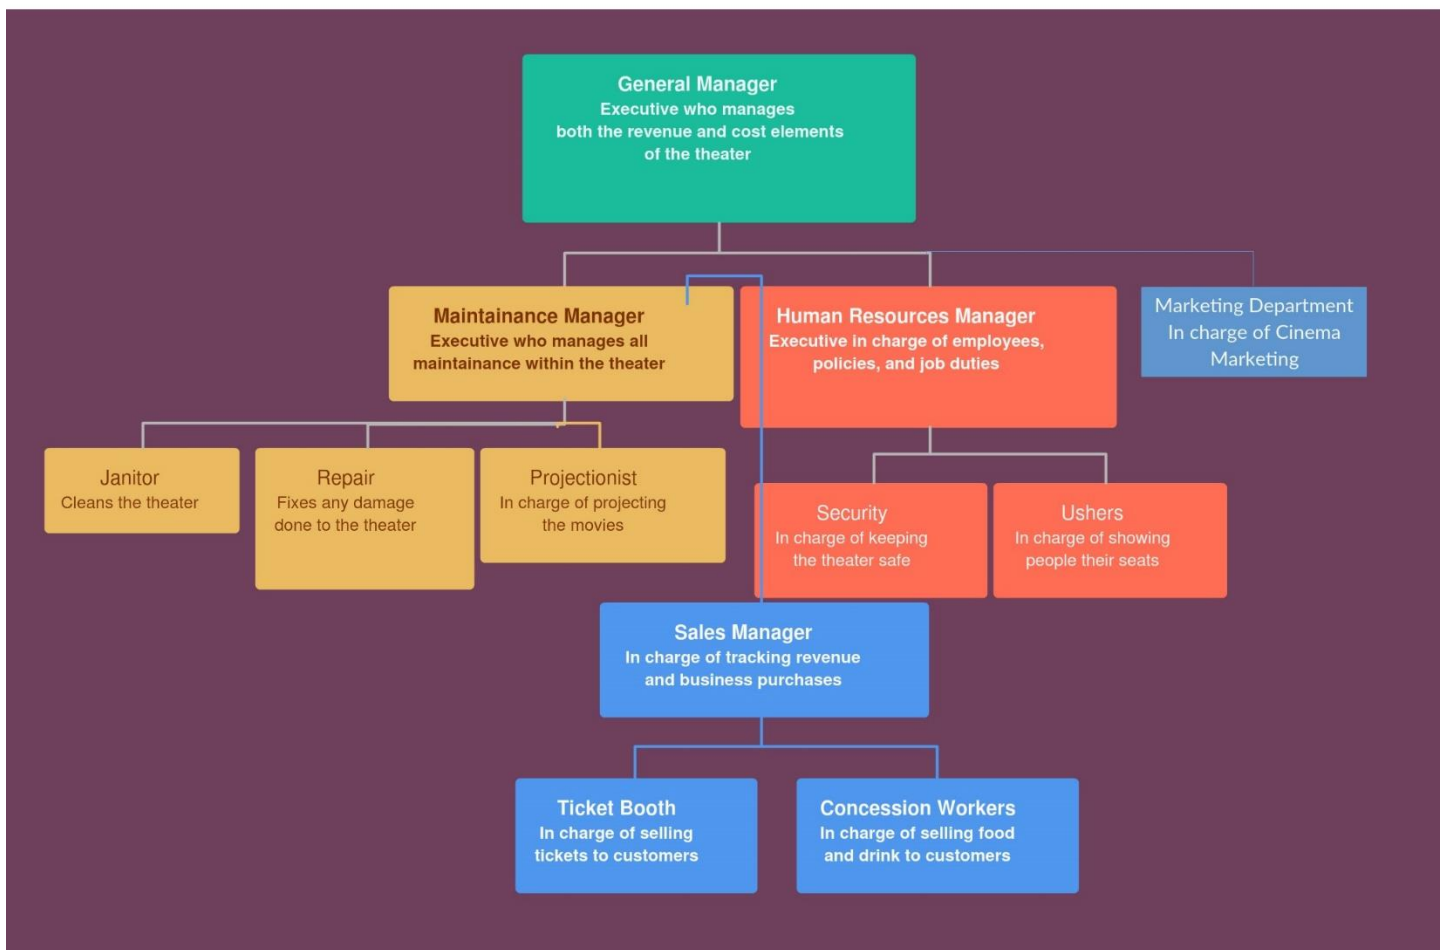 General Manager
Executive who manages
both the revenue and cost elements
of the theater
Maintainance Manager
Executive who manages all
maintainance within the theater
Human Resources Manager
Executive in charge of employees,
policies, and job duties
Marketing Department
In charge of Cinema
Marketing
Janitor
Cleans the theater
Repair
Fixes any damage
done to the theater
Projectionist
In charge of projecting
the movies
Security
In charge of keeping
the theater safe
Ushers
In charge of showing
people their seats
Sales Manager
In charge of tracking revenue
and business purchases
Ticket Booth
In charge of selling
tickets to customers
Concession Workers
In charge of selling food
and drink to customers